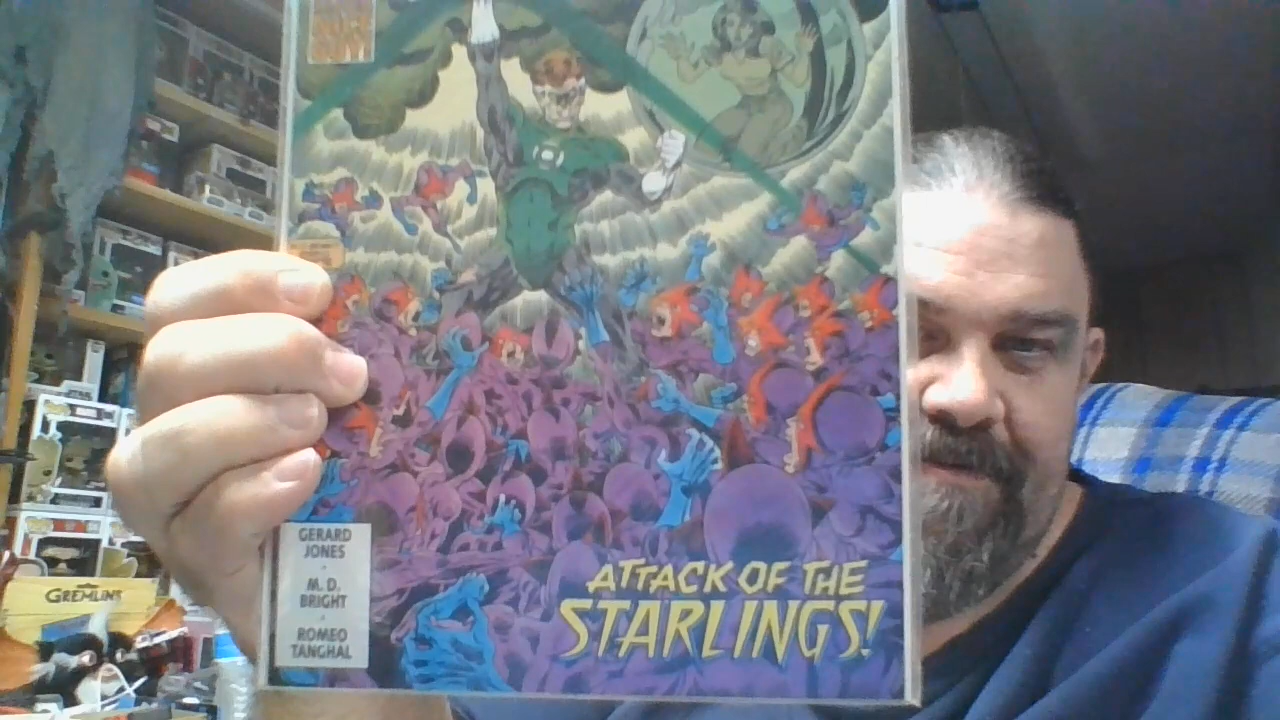 GERARD
JONES
M. D.
BRIGHT
ROMEO
TANGHAL
ATTACK OF THE
STARLINGS!
GREMLINS